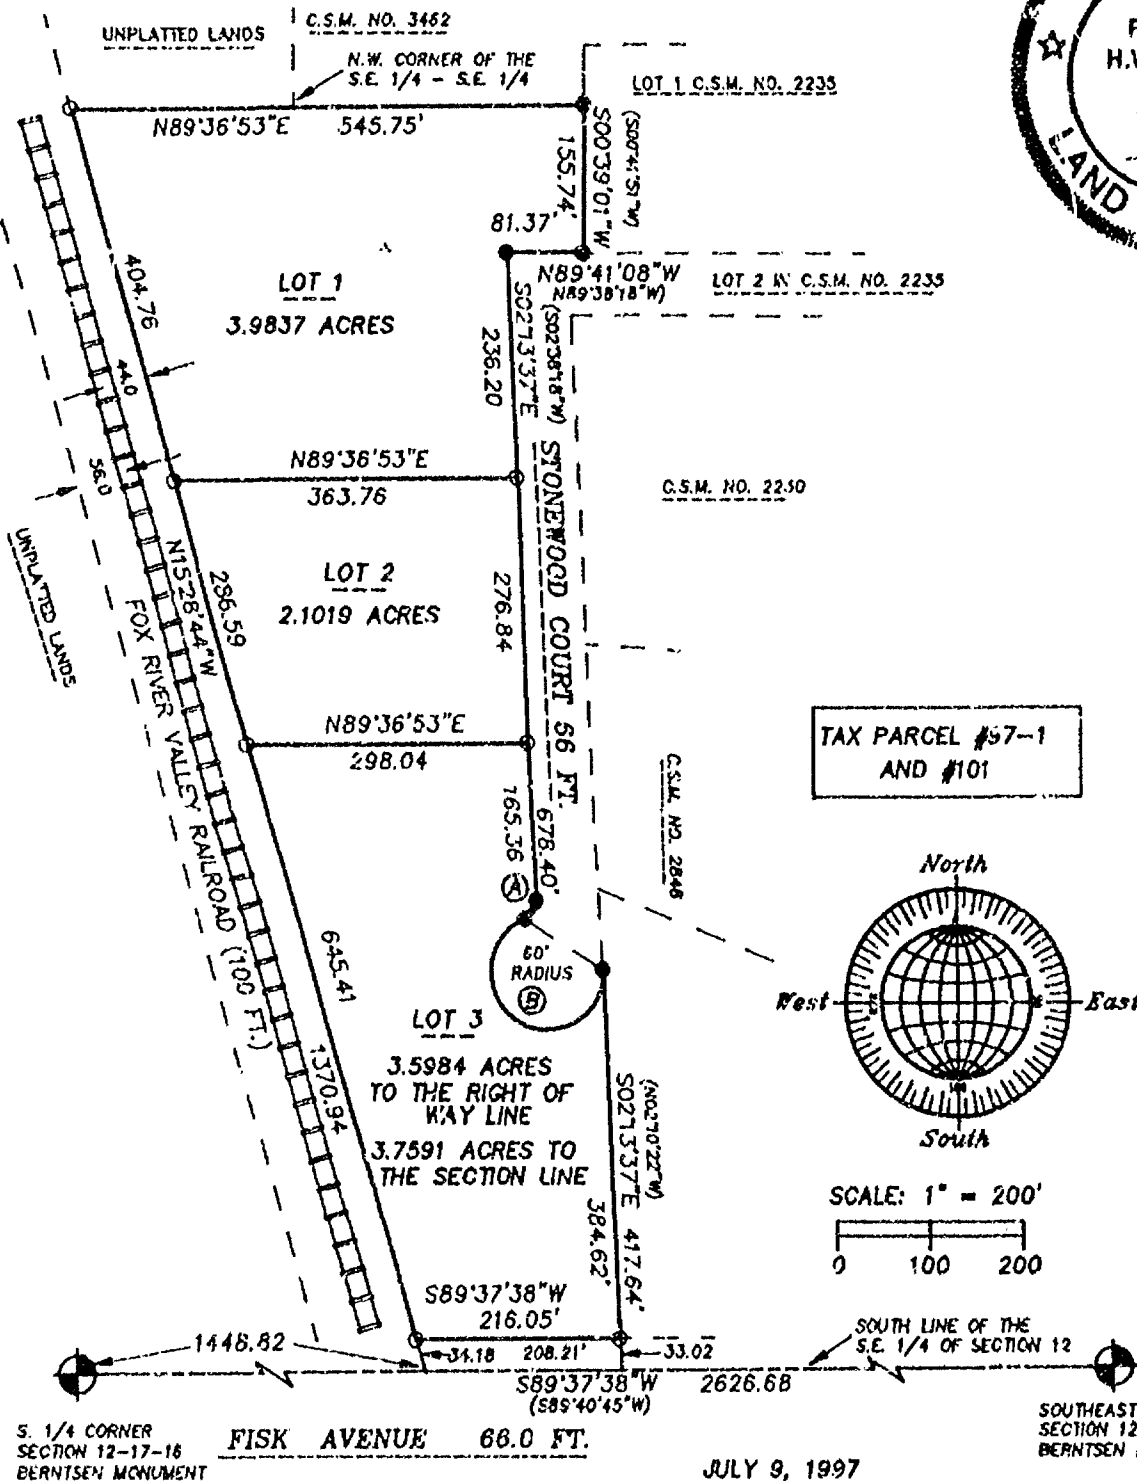 UNPLATTED LANDS
C.S.M. NO. 3462
N.W. CORNER OF THE
S.E. 1/4 - S.E. 1/4
LOT 1 C.S.M. NO. 2235
N89°36'53"E 545.75'
155.74'
S00°39'01"W
(S00°41'51"W)
LAND
81.37'
N89°41'08"W
N89°38'18"W)
LOT 2 IN C.S.M. NO. 2235
404.76
LOT 1
3.9837 ACRES
236.20
S02°13'37"E
(S02°38'18"W)
44.0
56.0
N89°36'53"E
363.76
C.S.M. NO. 2250
STONEWOOD COURT 66 FT.
UNPLATTED LANDS
N15°28'44"W
286.59
LOT 2
2.1019 ACRES
276.84
FOX RIVER VALLEY RAILROAD (100 FT.)
N89°36'53"E
298.04
165.36
678.40'
C.S.M. NO. 2846
TAX PARCEL #97-1
AND #101
A
60'
RADIUS
B
North
West
East
South
645.41
1370.94
LOT 3
3.5984 ACRES
TO THE RIGHT OF
WAY LINE
3.7591 ACRES TO
THE SECTION LINE
S02°13'37"E 417.64'
(N02°10'22"W)
384.62'
SCALE: 1" = 200'
0 100 200
S89°37'38"W
216.05'
1446.82
34.18 208.21' 33.02
SOUTH LINE OF THE
S.E. 1/4 OF SECTION 12
S89°37'38"W 2626.68
(S89°40'45"W)
S. 1/4 CORNER
SECTION 12-17-16
BERNTSEN MONUMENT
FISK AVENUE 66.0 FT.
SOUTHEAST
SECTION 12
BERNTSEN
JULY 9, 1997